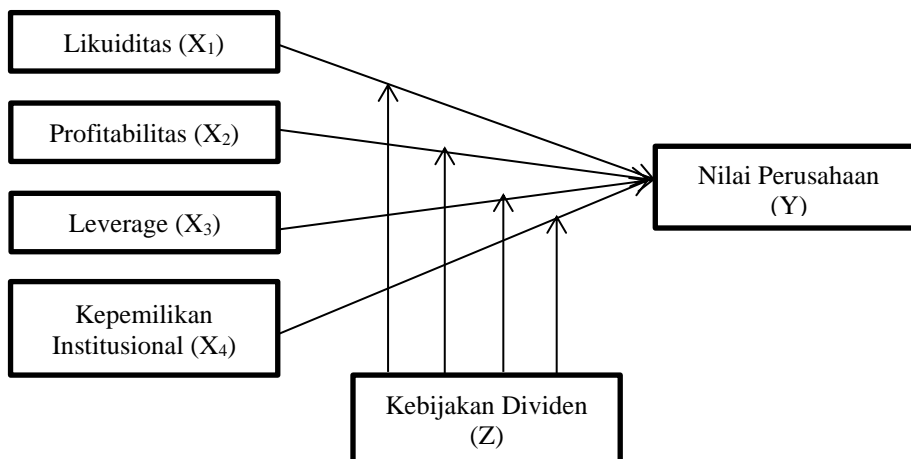 Likuiditas (X₁)
Profitabilitas (X₂)
Leverage (X₃)
Kepemilikan
Institusional (X₄)
Nilai Perusahaan
(Y)
Kebijakan Dividen
(Z)